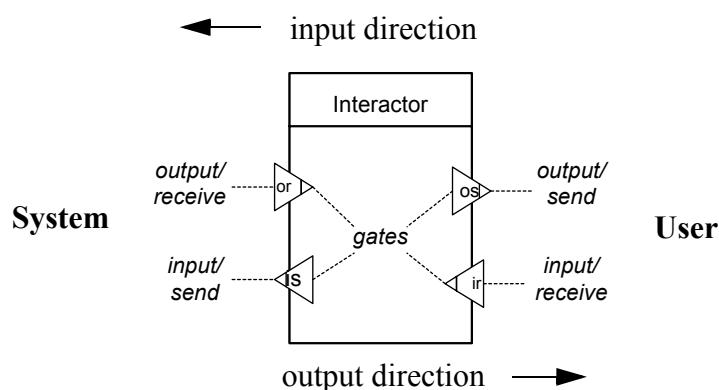 input direction
Interactor
output/
receive
or
os
output/
send
System
gates
User
input/
send
is
ir
input/
receive
output direction